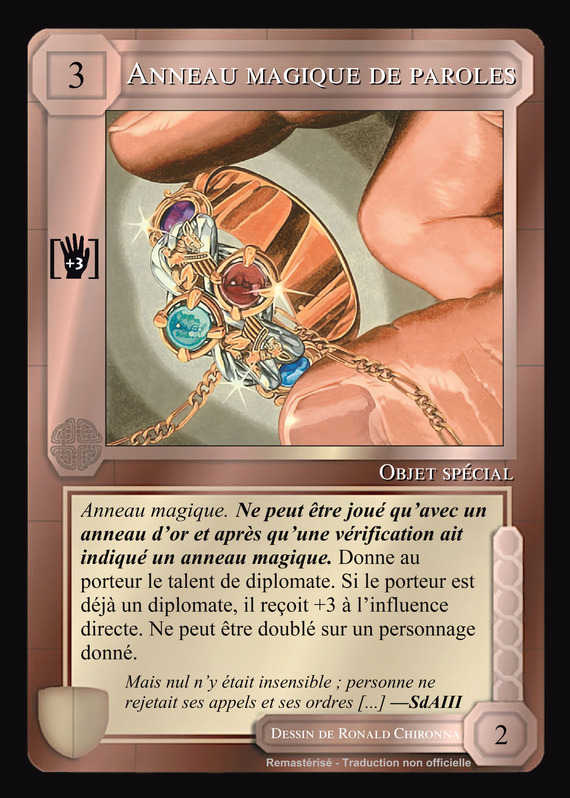 3
Anneau magique de paroles
[+3]
Objet spécial
Anneau magique. Ne peut être joué qu'avec un
anneau d'or et après qu'une vérification ait
indiqué un anneau magique. Donne au
porteur le talent de diplomate. Si le porteur est
déjà un diplomate, il reçoit +3 à l'influence
directe. Ne peut être doublé sur un personnage
donné.
Mais nul n'y était insensible ; personne ne
rejetait ses appels et ses ordres [...] —SdAIII
Dessin de Ronald Chironna
2
Remastérisé - Traduction non officielle